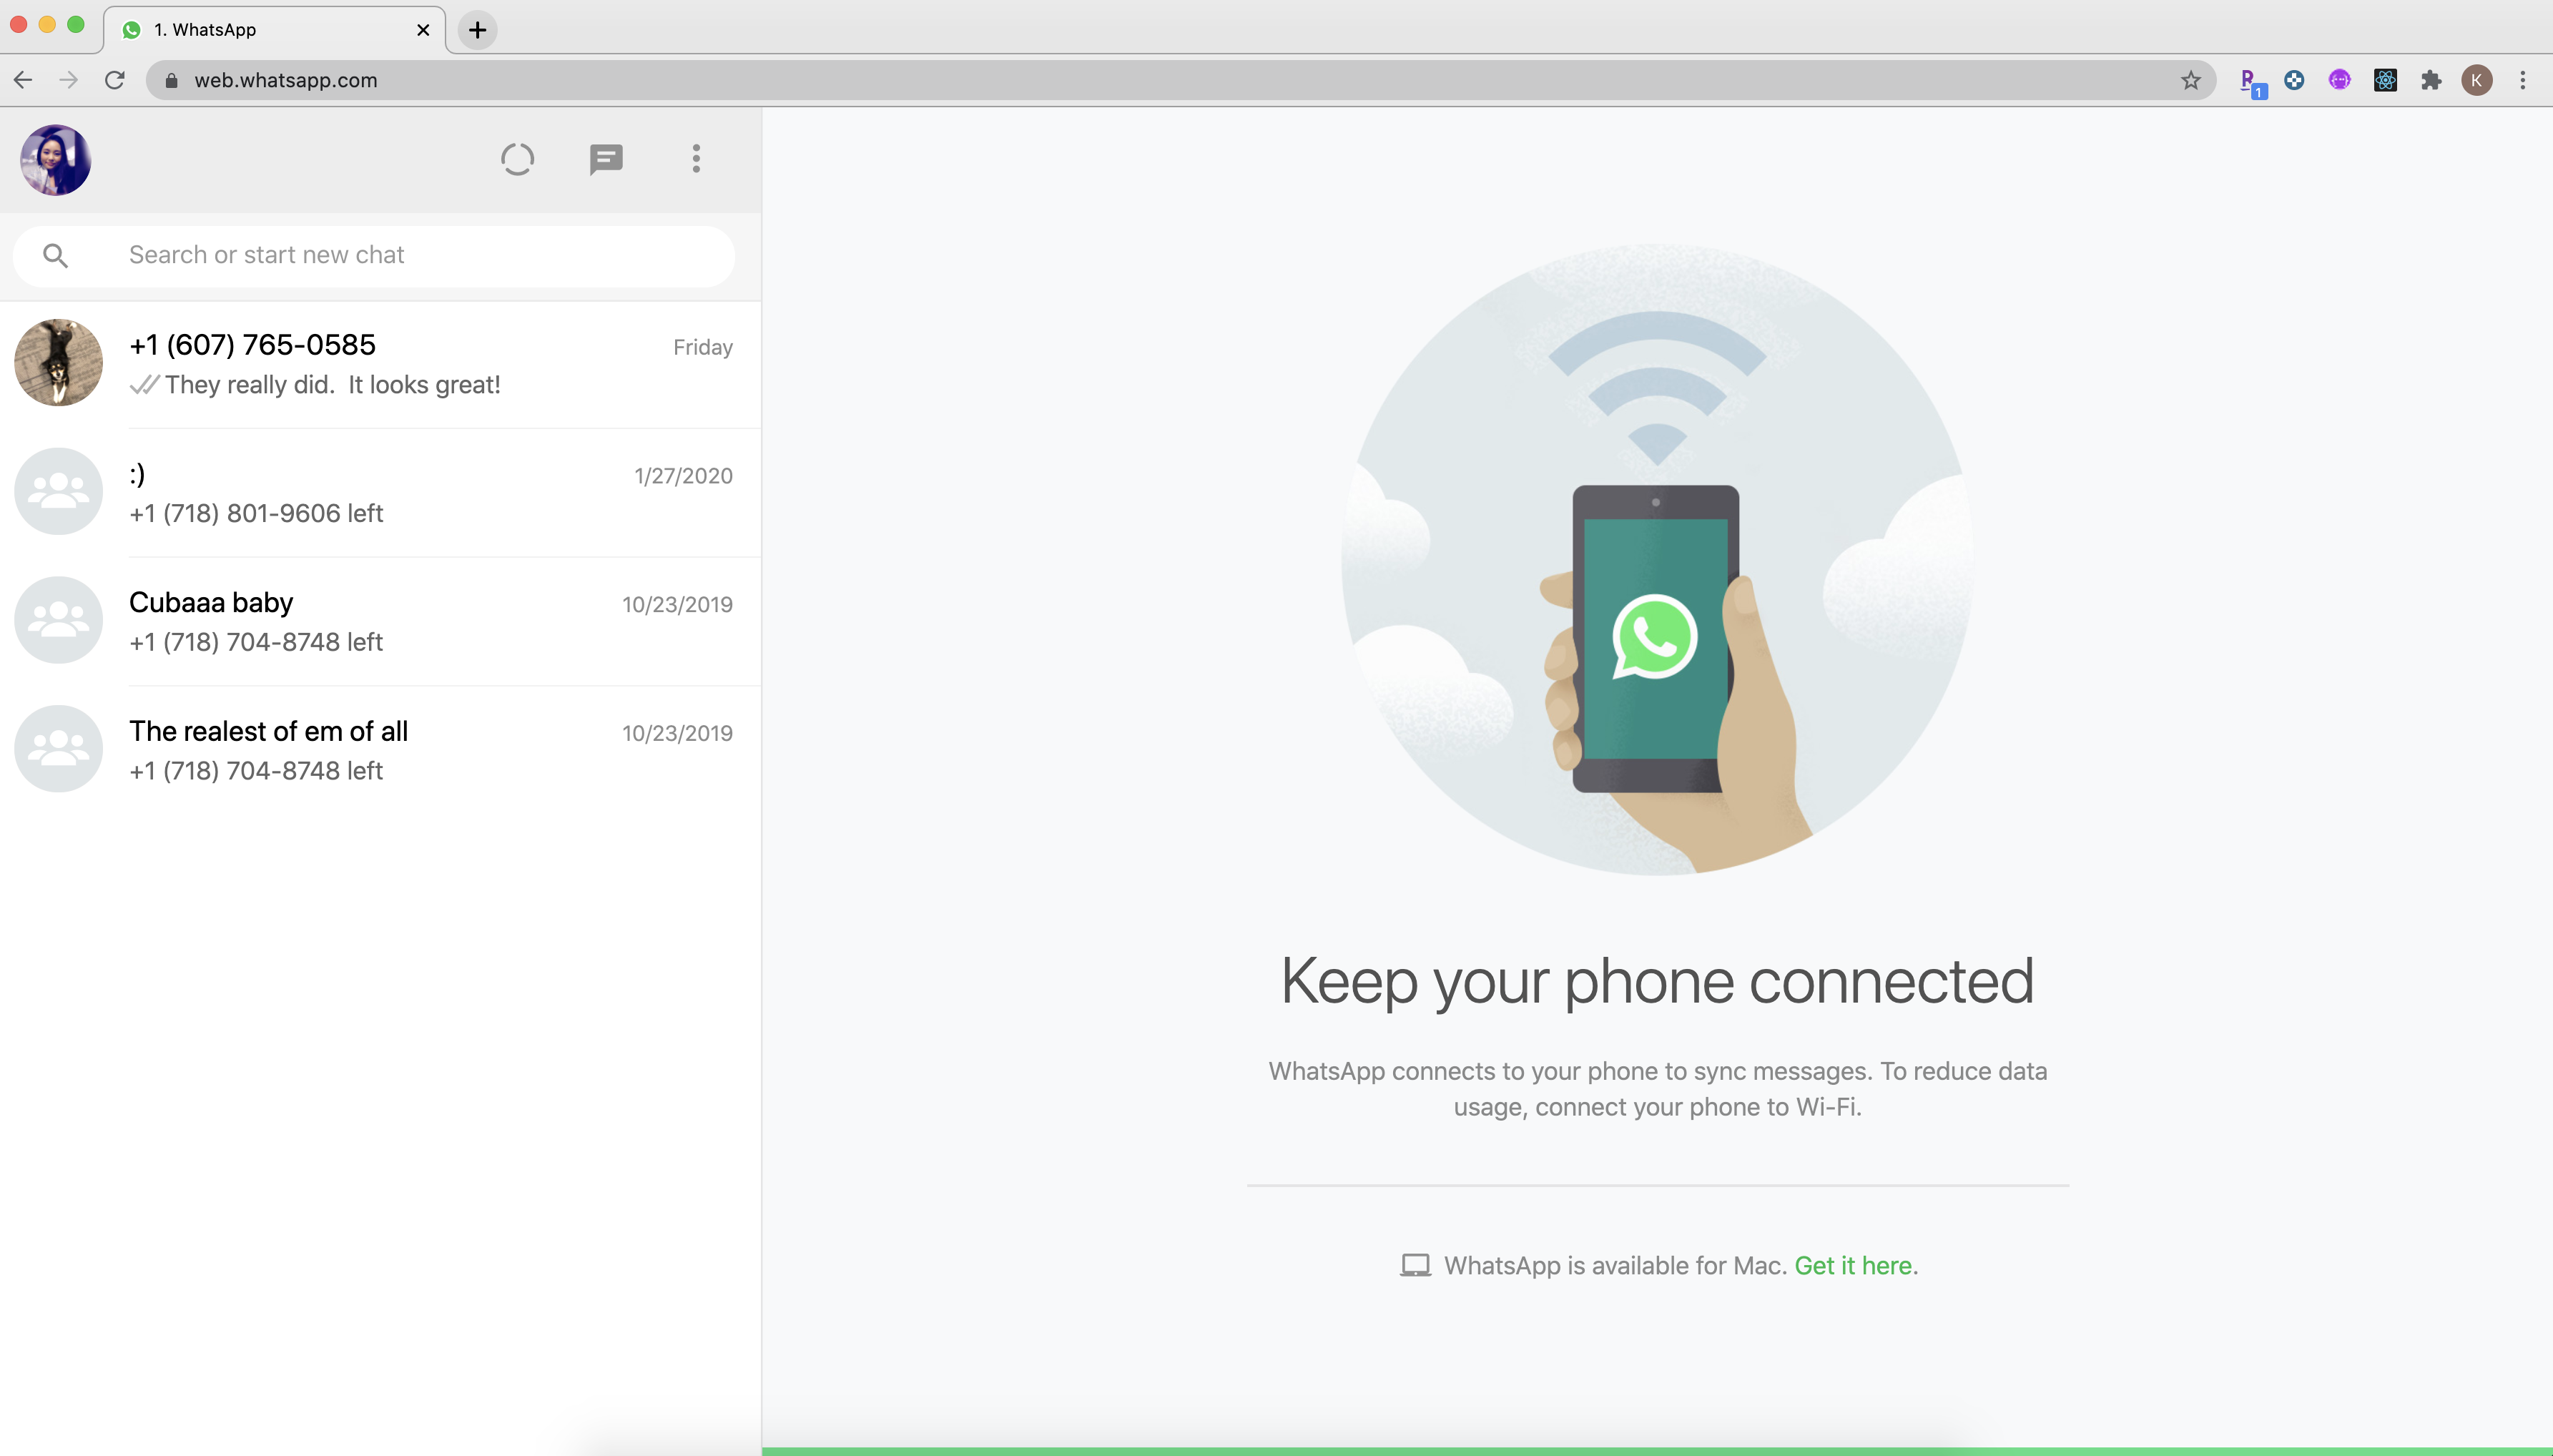 1. WhatsApp
web.whatsapp.com
1
K
Search or start new chat
+1 (607) 765-0585
Friday
They really did.  It looks great!
:)
1/27/2020
+1 (718) 801-9606 left
Cubaaa baby
10/23/2019
+1 (718) 704-8748 left
The realest of em of all
10/23/2019
+1 (718) 704-8748 left
Keep your phone connected
WhatsApp connects to your phone to sync messages. To reduce data
usage, connect your phone to Wi-Fi.
WhatsApp is available for Mac. Get it here.